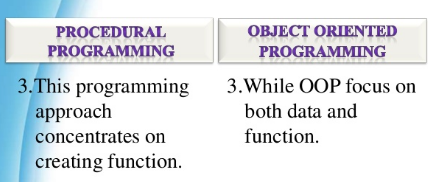 PROCEDURAL
PROGRAMMING
3.This programming
approach
concentrates on
creating function.
OBJECT ORIENTED
PROGRAMMING
3.While OOP focus on
both data and
function.